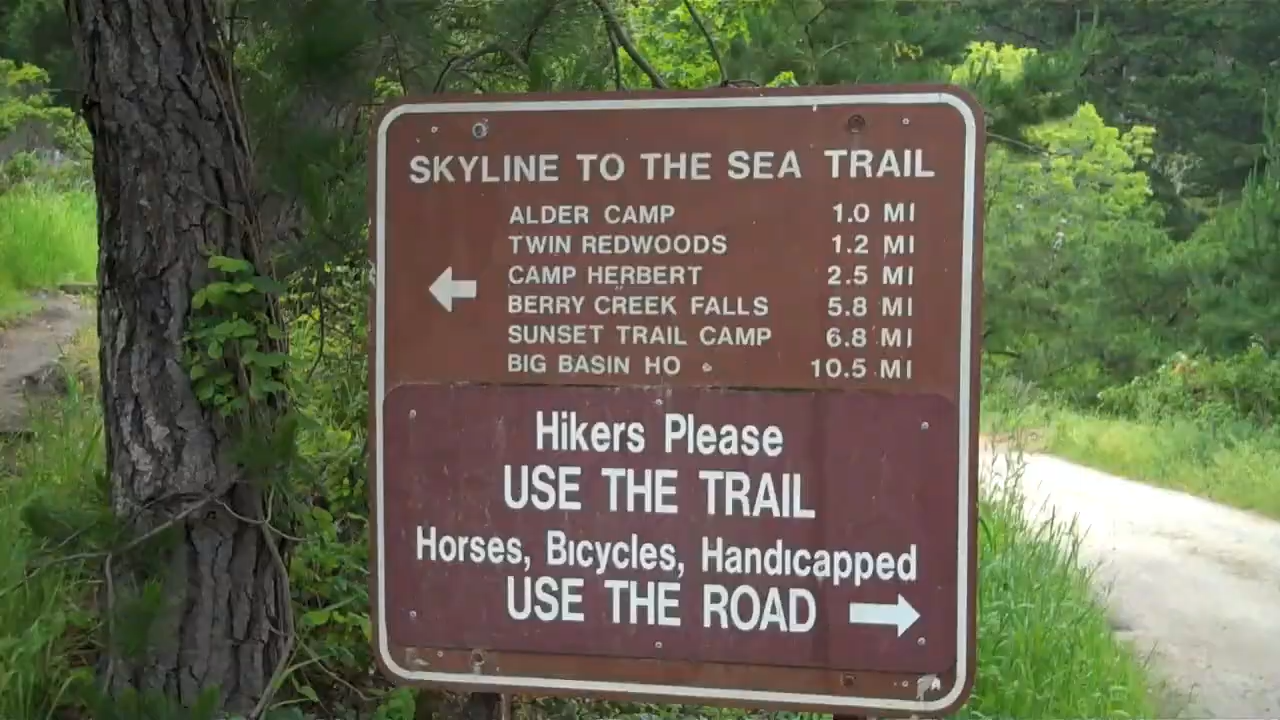 SKYLINE TO THE SEA TRAIL
ALDER CAMP 1.0 MI
TWIN REDWOODS 1.2 MI
CAMP HERBERT 2.5 MI
BERRY CREEK FALLS 5.8 MI
SUNSET TRAIL CAMP 6.8 MI
BIG BASIN HQ 10.5 MI
Hikers Please
USE THE TRAIL
Horses, Bicycles, Handicapped
USE THE ROAD